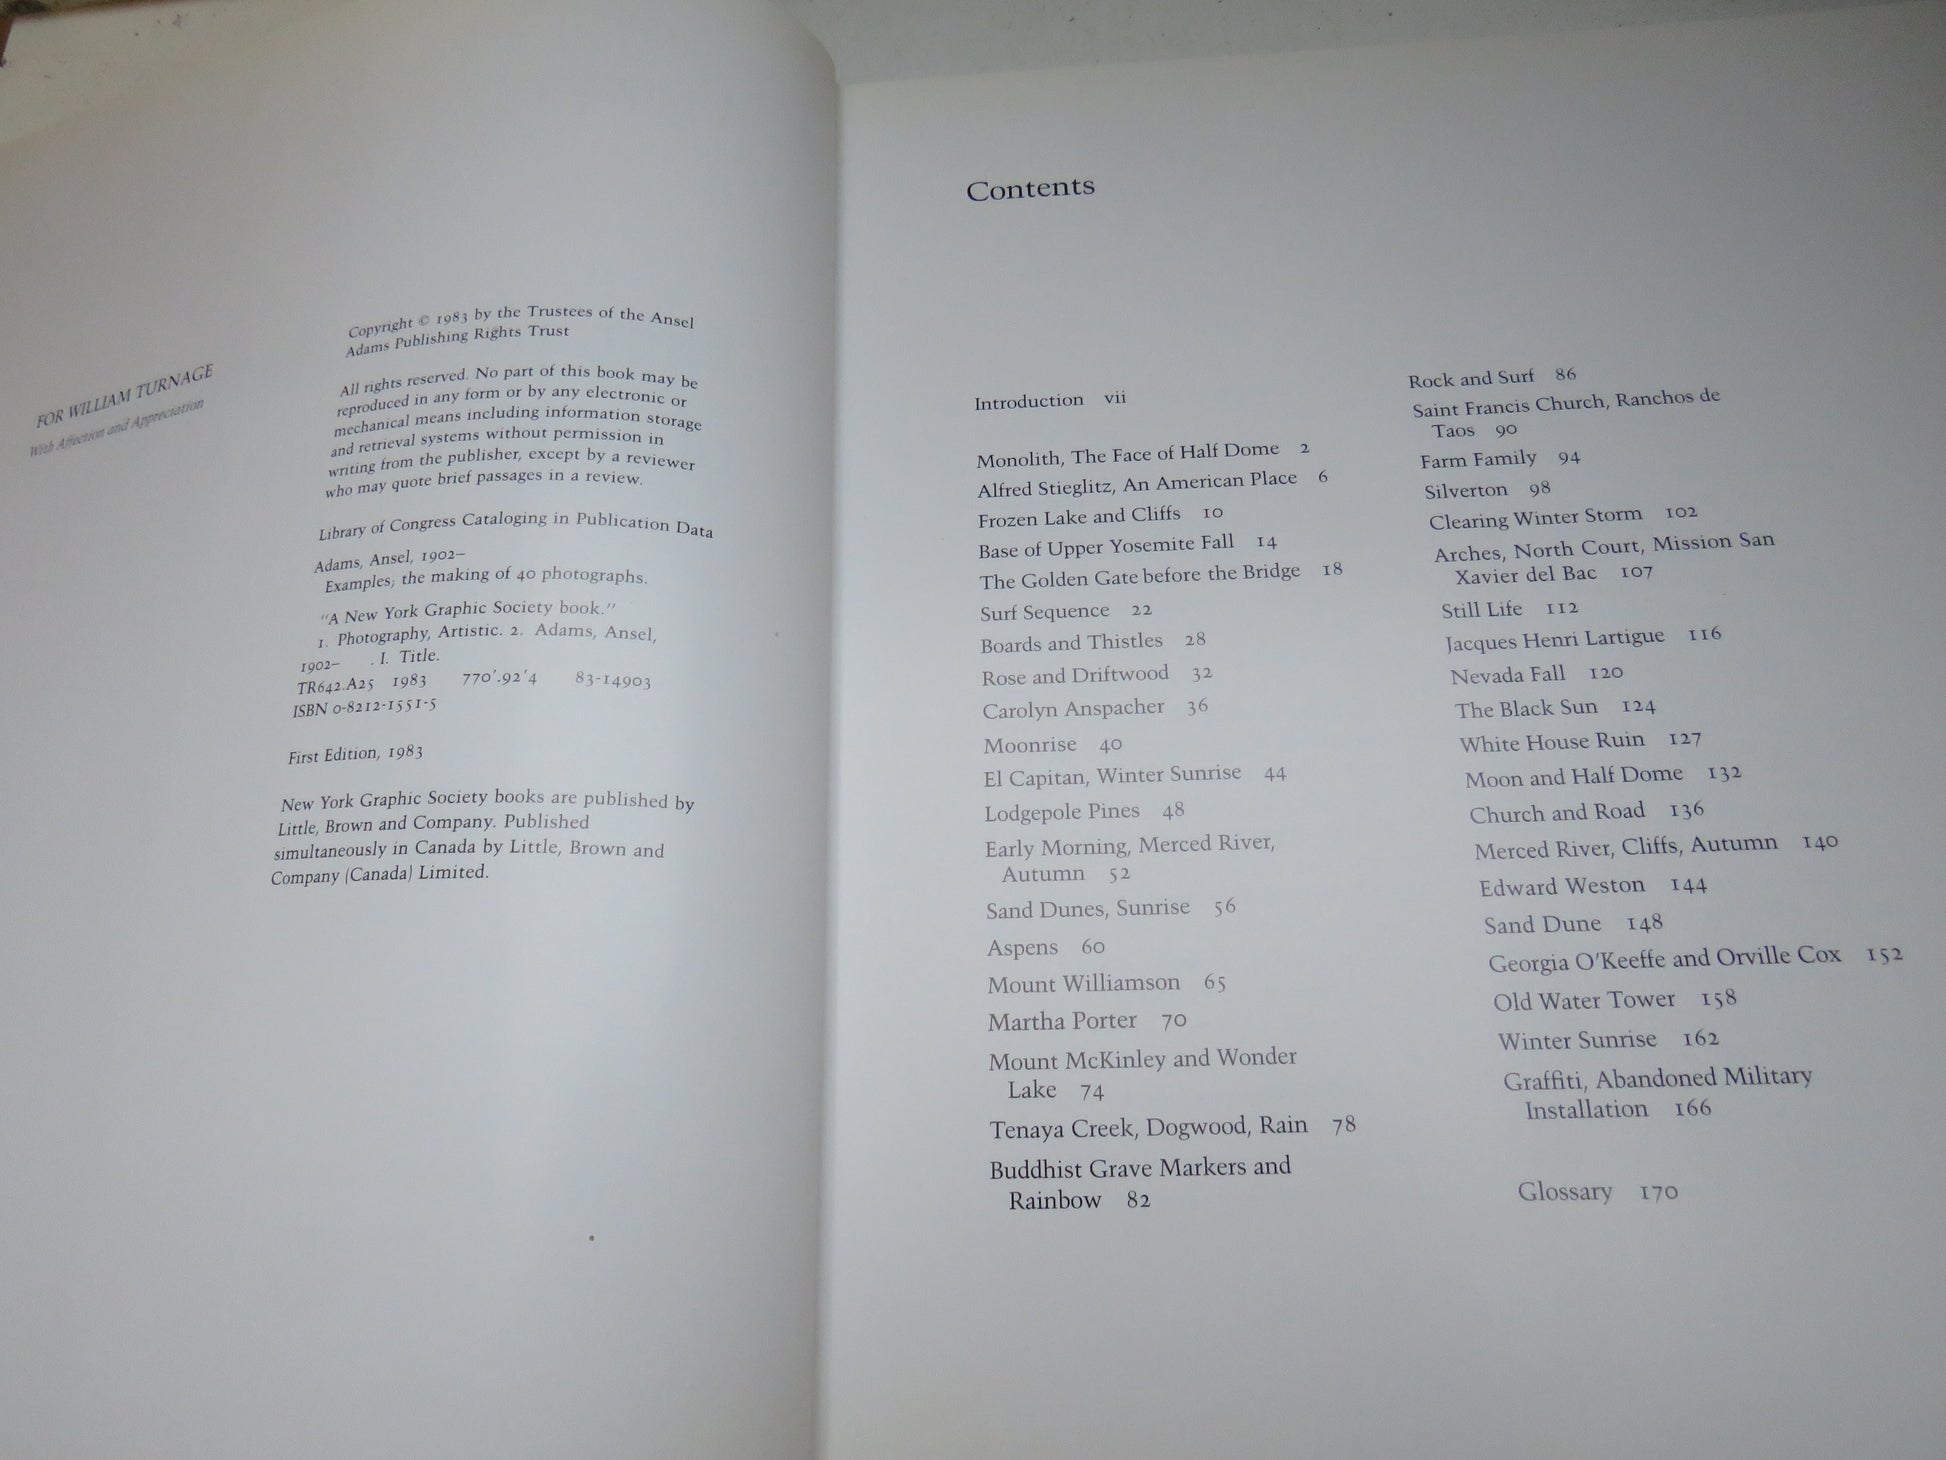 FOR WILLIAM TURNAGE
With Affection and Appreciation
Copyright © 1983 by the Trustees of the Ansel
Adams Publishing Rights Trust
All rights reserved. No part of this book may be
reproduced in any form or by any electronic or
mechanical means including information storage
and retrieval systems without permission in
writing from the publisher, except by a reviewer
who may quote brief passages in a review.
Library of Congress Cataloging in Publication Data
Adams, Ansel, 1902–
Examples; the making of 40 photographs.
"A New York Graphic Society book."
1. Photography, Artistic. 2. Adams, Ansel,
1902– . I. Title.
TR642.A25 1983 770'.92'4 83-14903
ISBN 0-8212-1551-5
First Edition, 1983
New York Graphic Society books are published by
Little, Brown and Company. Published
simultaneously in Canada by Little, Brown and
Company (Canada) Limited.
Contents
Introduction vii
Monolith, The Face of Half Dome 2
Alfred Stieglitz, An American Place 6
Frozen Lake and Cliffs 10
Base of Upper Yosemite Fall 14
The Golden Gate before the Bridge 18
Surf Sequence 22
Boards and Thistles 28
Rose and Driftwood 32
Carolyn Anspacher 36
Moonrise 40
El Capitan, Winter Sunrise 44
Lodgepole Pines 48
Early Morning, Merced River,
Autumn 52
Sand Dunes, Sunrise 56
Aspens 60
Mount Williamson 65
Martha Porter 70
Mount McKinley and Wonder
Lake 74
Tenaya Creek, Dogwood, Rain 78
Buddhist Grave Markers and
Rainbow 82
Rock and Surf 86
Saint Francis Church, Ranchos de
Taos 90
Farm Family 94
Silverton 98
Clearing Winter Storm 102
Arches, North Court, Mission San
Xavier del Bac 107
Still Life 112
Jacques Henri Lartigue 116
Nevada Fall 120
The Black Sun 124
White House Ruin 127
Moon and Half Dome 132
Church and Road 136
Merced River, Cliffs, Autumn 140
Edward Weston 144
Sand Dune 148
Georgia O'Keeffe and Orville Cox 152
Old Water Tower 158
Winter Sunrise 162
Graffiti, Abandoned Military
Installation 166
Glossary 170